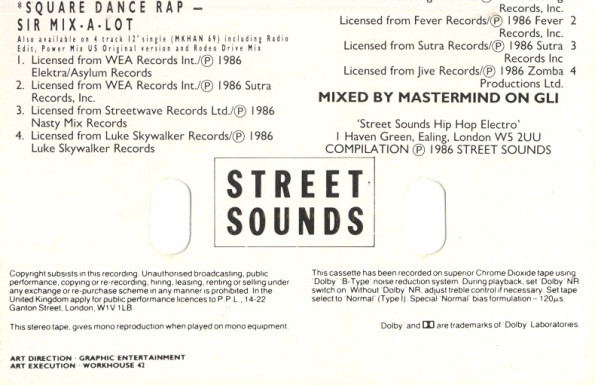 *SQUARE DANCE RAP –
SIR MIX·A·LOT
Also available on 4 track 12" single (MKHAN 69) including Radio
Edit, Power Mix US Original version and Rodeo Drive Mix
1. Licensed from WEA Records Int./Ⓟ 1986
Elektra/Asylum Records
2. Licensed from WEA Records Int./Ⓟ 1986 Sutra
Records, Inc.
3. Licensed from Streetwave Records Ltd./Ⓟ 1986
Nasty Mix Records
4. Licensed from Luke Skywalker Records/Ⓟ 1986
Luke Skywalker Records
Records, Inc.
Licensed from Fever Records/Ⓟ 1986 Fever 2
Records, Inc.
Licensed from Sutra Records/Ⓟ 1986 Sutra 3
Records Inc
Licensed from Jive Records/Ⓟ 1986 Zomba 4
Productions Ltd.
MIXED BY MASTERMIND ON GLI
'Street Sounds Hip Hop Electro'
1 Haven Green, Ealing, London W5 2UU
COMPILATION Ⓟ 1986 STREET SOUNDS
STREET
SOUNDS
Copyright subsists in this recording. Unauthorised broadcasting, public
performance, copying or re-recording, hiring, leasing, renting or selling under
any exchange or re-purchase scheme in any manner is prohibited. In the
United Kingdom apply for public performance licences to P.P.L., 14-22
Ganton Street, London, W1V 1LB
This stereo tape, gives mono reproduction when played on mono equipment
ART DIRECTION · GRAPHIC ENTERTAINMENT
ART EXECUTION · WORKHOUSE 42
This cassette has been recorded on superior Chrome Dioxide tape using
'Dolby' 'B-Type' noise reduction system. During playback, set 'Dolby' NR
switch on. Without 'Dolby' NR, adjust treble control if necessary. Set tape
select to 'Normal' (Type I). Special 'Normal' bias formulation – 120µs.
'Dolby' and DD are trademarks of 'Dolby' Laboratories.